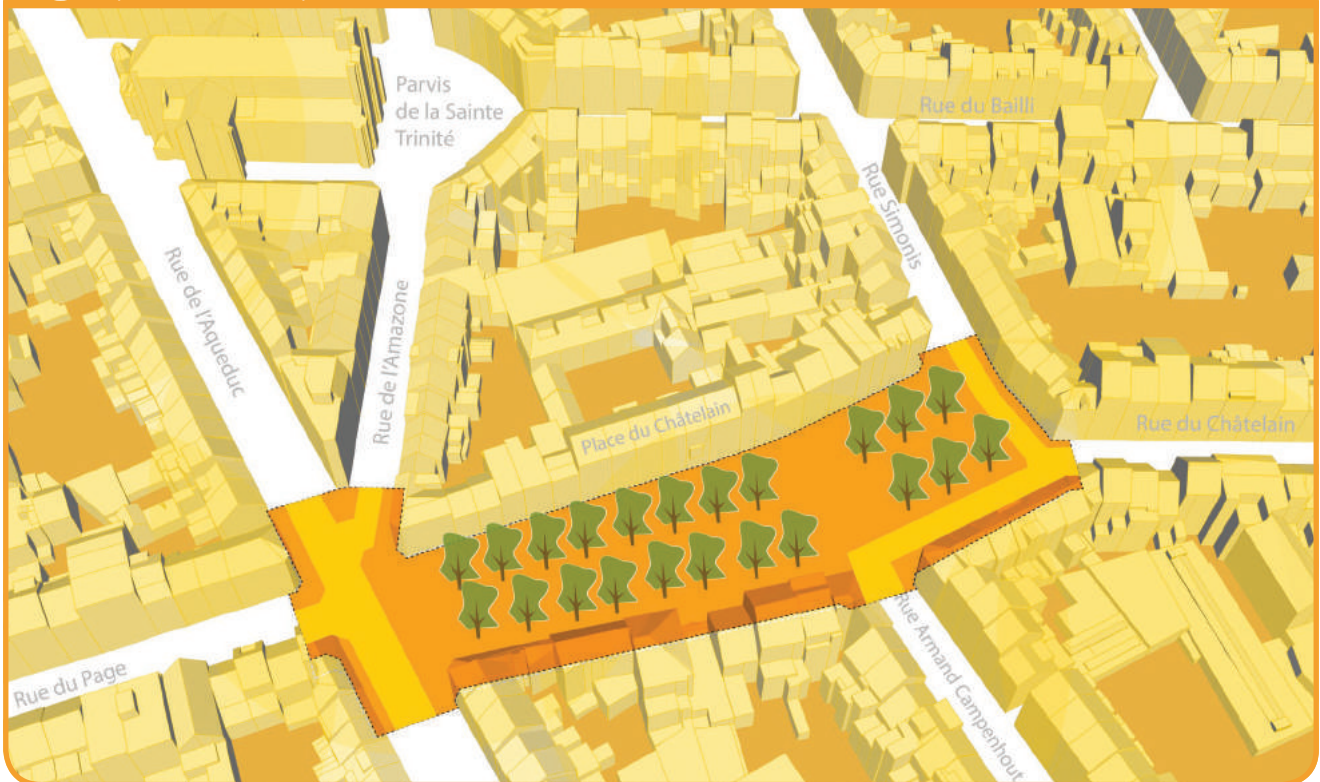 Parvis
de la Sainte
Trinité
Rue du Bailli
Rue Simonis
Rue de l'Aqueduc
Rue de l'Amazone
Place du Châtelain
Rue du Châtelain
Rue du Page
Rue Armand Campenhout